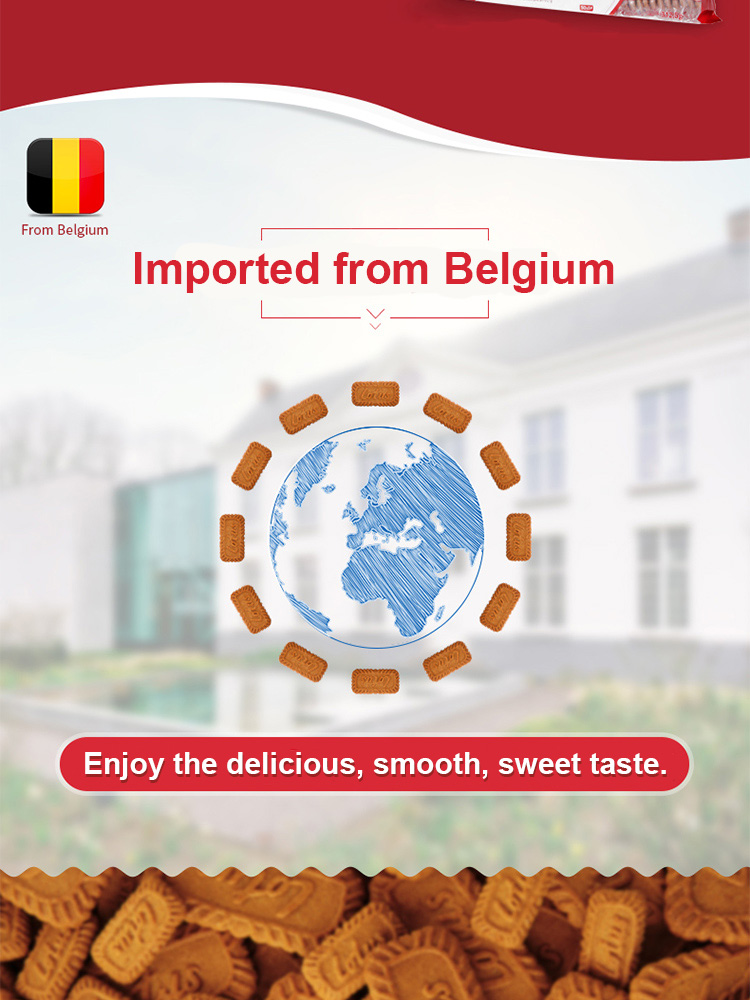 From Belgium
Imported from Belgium
Enjoy the delicious, smooth, sweet taste.